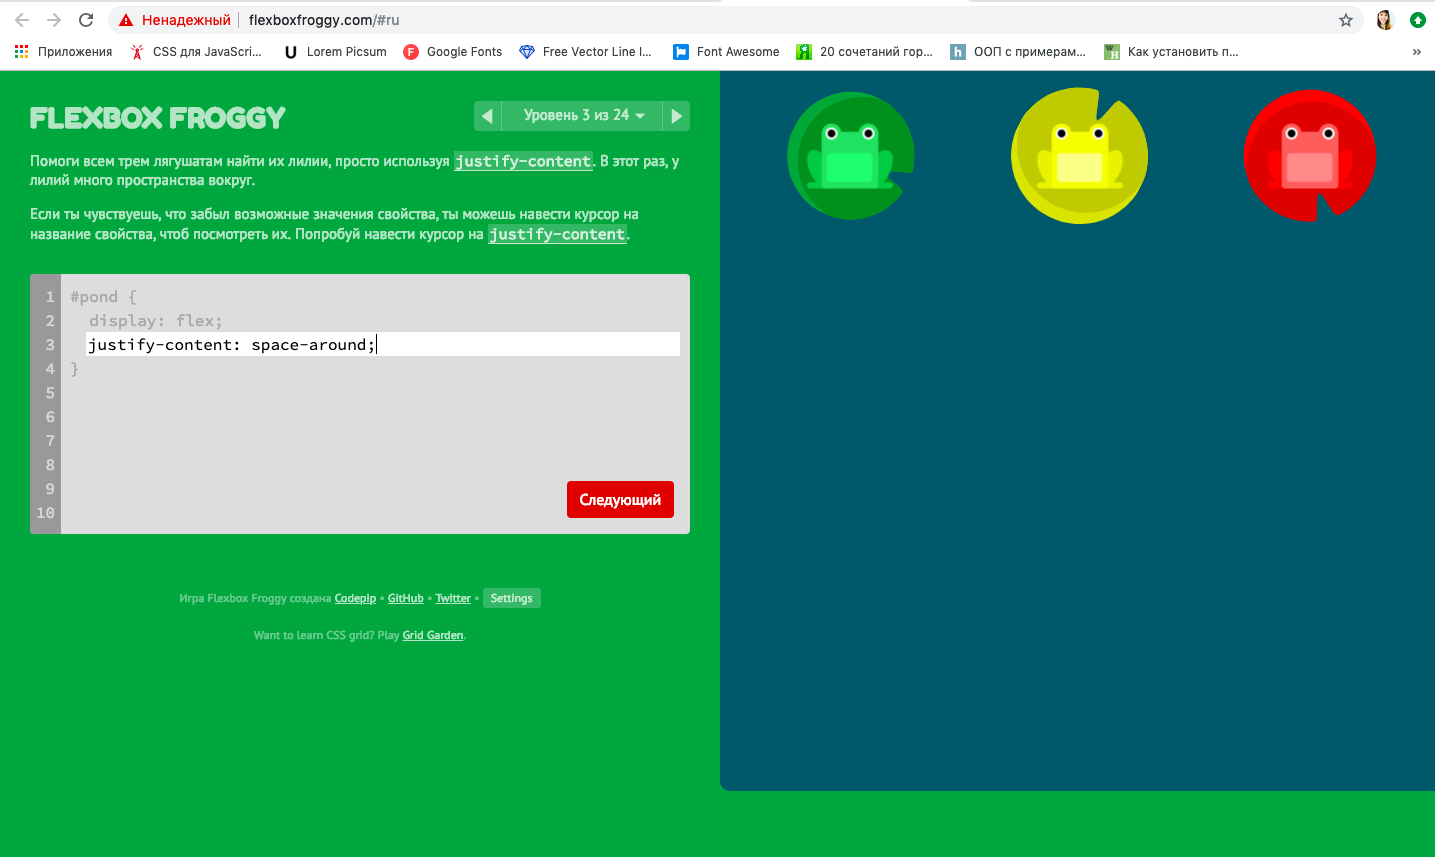 Ненадежный flexboxfroggy.com/#ru
Приложения CSS для JavaScri... Lorem Picsum Google Fonts Free Vector Line I... Font Awesome 20 сочетаний гор... ООП с примерам... Как установить п... »
FLEXBOX FROGGY
Уровень 3 из 24
Помоги всем трем лягушатам найти их лилии, просто используя justify-content. В этот раз, у
лилий много пространства вокруг.
Если ты чувствуешь, что забыл возможные значения свойства, ты можешь навести курсор на
название свойства, чтоб посмотреть их. Попробуй навести курсор на justify-content.
1 #pond {
2 display: flex;
3 justify-content: space-around;
4 }
5
6
7
8
9
10
Следующий
Игра Flexbox Froggy создана Codepip • GitHub • Twitter • Settings
Want to learn CSS grid? Play Grid Garden.